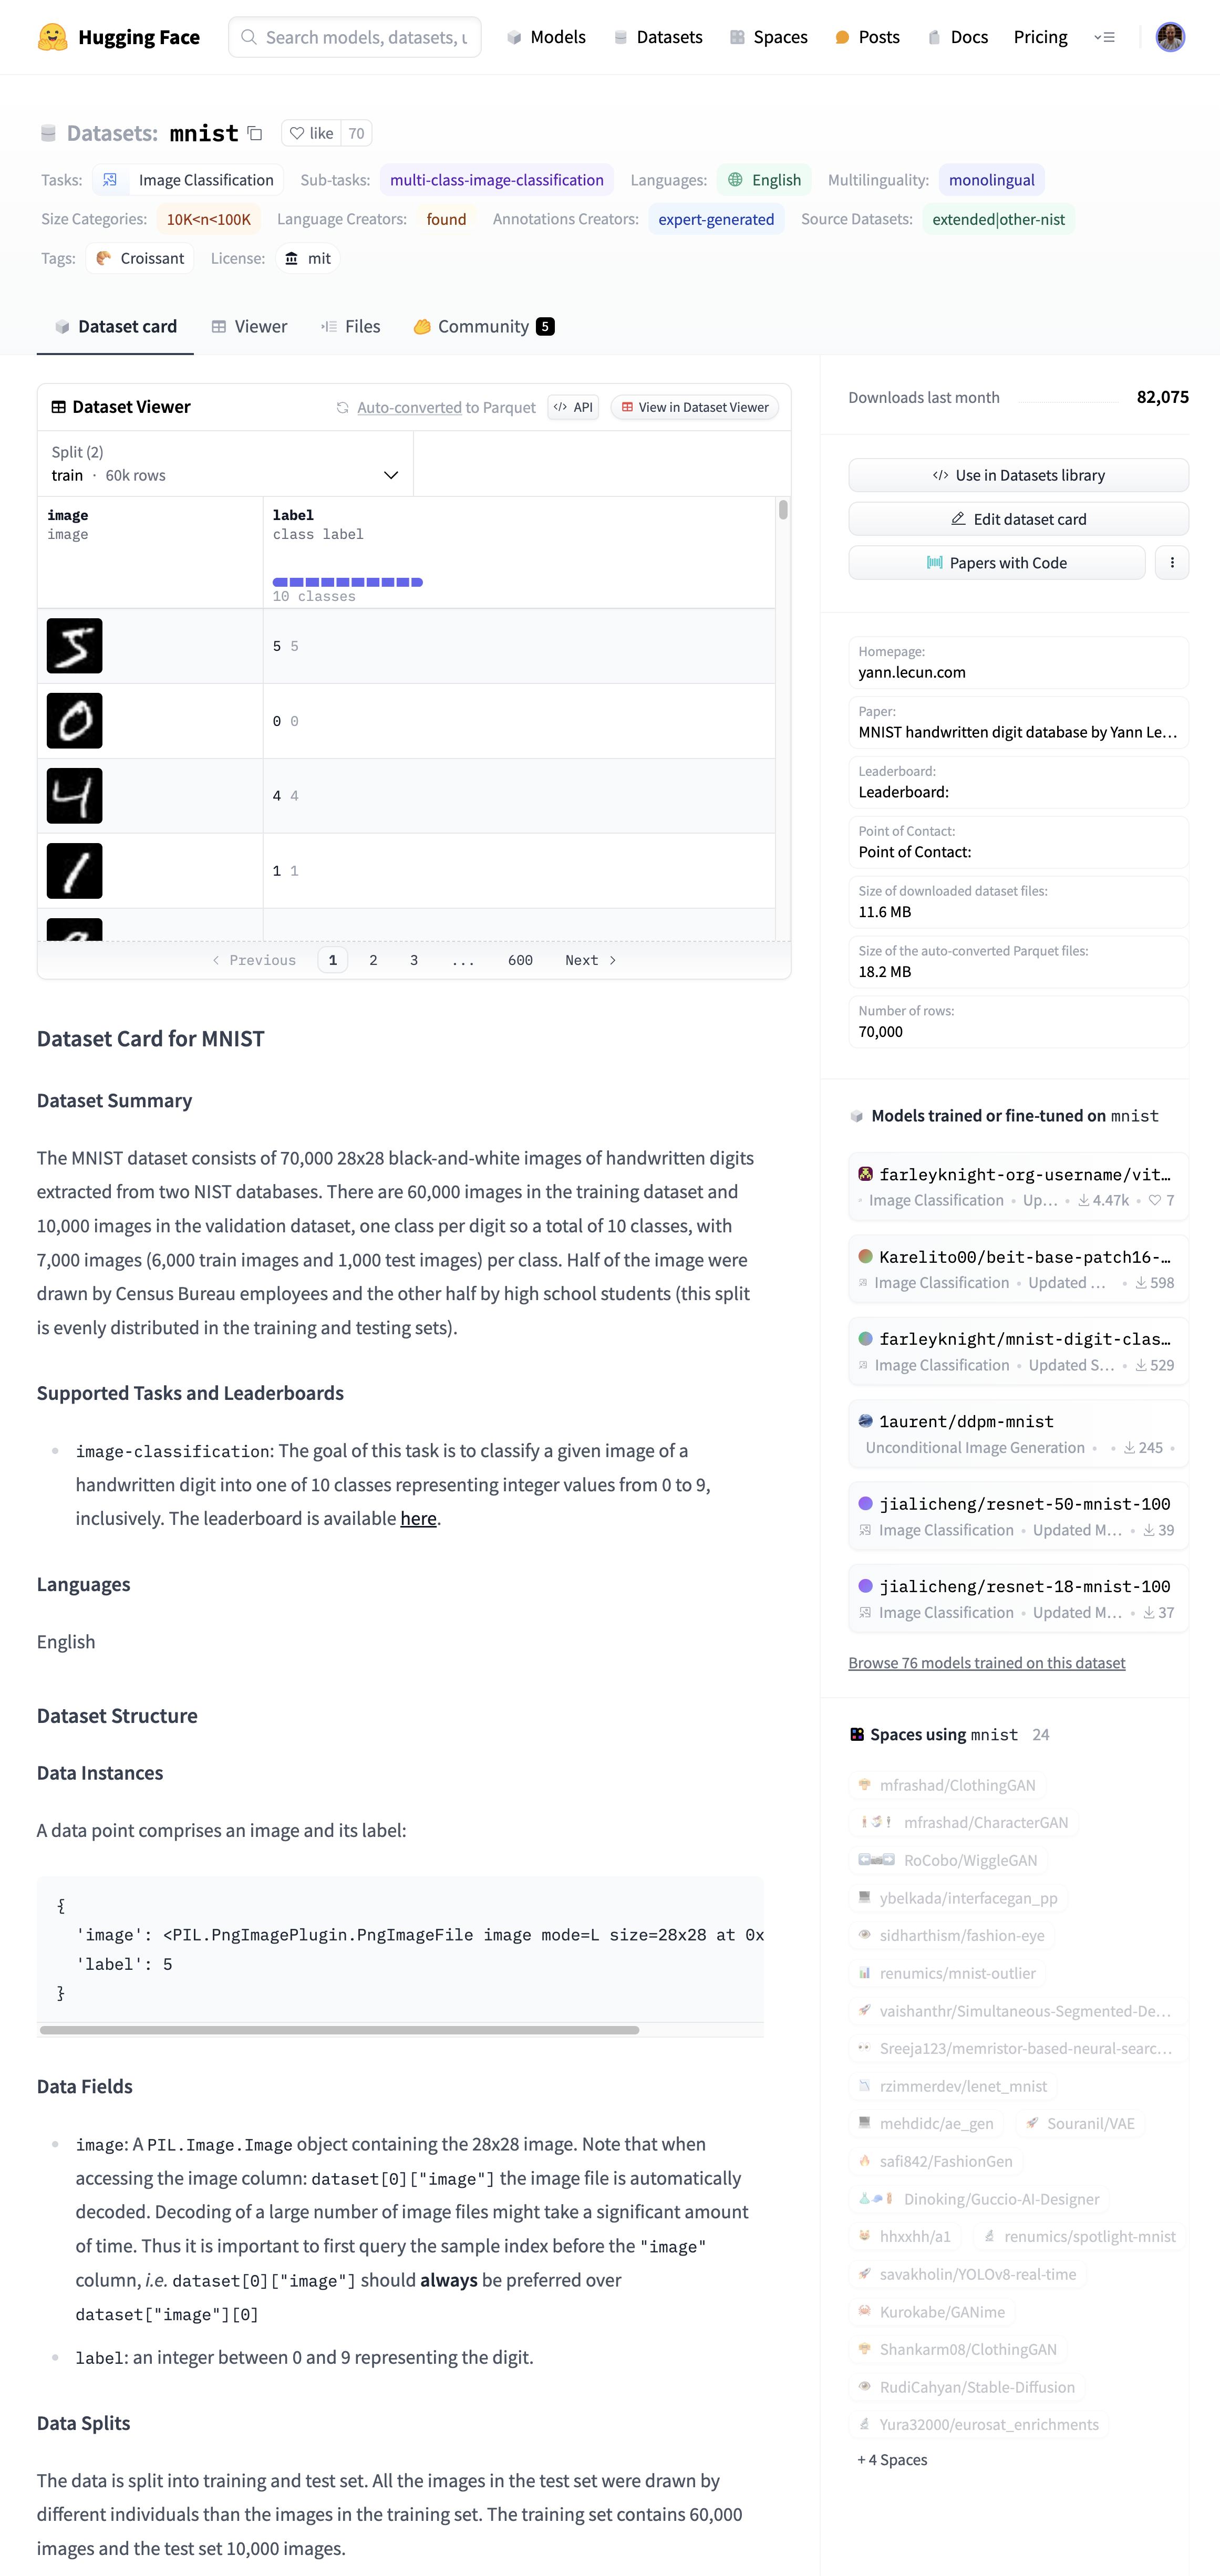 Hugging Face
Search models, datasets, u
Models
Datasets
Spaces
Posts
Docs
Pricing
Datasets: mnist
like 70
Tasks: Image Classification Sub-tasks: multi-class-image-classification Languages: English Multilinguality: monolingual
Size Categories: 10K<n<100K Language Creators: found Annotations Creators: expert-generated Source Datasets: extended|other-nist
Tags: Croissant License: mit
Dataset card
Viewer
Files
Community 5
Dataset Viewer
Auto-converted to Parquet
API
View in Dataset Viewer
Split (2)
train · 60k rows
image
image
label
class label
10 classes
5 5
0 0
4 4
1 1
Previous 1 2 3 ... 600 Next
Dataset Card for MNIST
Dataset Summary
The MNIST dataset consists of 70,000 28x28 black-and-white images of handwritten digits
extracted from two NIST databases. There are 60,000 images in the training dataset and
10,000 images in the validation dataset, one class per digit so a total of 10 classes, with
7,000 images (6,000 train images and 1,000 test images) per class. Half of the image were
drawn by Census Bureau employees and the other half by high school students (this split
is evenly distributed in the training and testing sets).
Supported Tasks and Leaderboards
image-classification: The goal of this task is to classify a given image of a
handwritten digit into one of 10 classes representing integer values from 0 to 9,
inclusively. The leaderboard is available here.
Languages
English
Dataset Structure
Data Instances
A data point comprises an image and its label:
{
'image': <PIL.PngImagePlugin.PngImageFile image mode=L size=28x28 at 0x
'label': 5
}
Data Fields
image: A PIL.Image.Image object containing the 28x28 image. Note that when
accessing the image column: dataset[0]["image"] the image file is automatically
decoded. Decoding of a large number of image files might take a significant amount
of time. Thus it is important to first query the sample index before the "image"
column, i.e. dataset[0]["image"] should always be preferred over
dataset["image"][0]
label: an integer between 0 and 9 representing the digit.
Data Splits
The data is split into training and test set. All the images in the test set were drawn by
different individuals than the images in the training set. The training set contains 60,000
images and the test set 10,000 images.
Downloads last month 82,075
Use in Datasets library
Edit dataset card
Papers with Code
Homepage:
yann.lecun.com
Paper:
MNIST handwritten digit database by Yann Le...
Leaderboard:
Leaderboard:
Point of Contact:
Point of Contact:
Size of downloaded dataset files:
11.6 MB
Size of the auto-converted Parquet files:
18.2 MB
Number of rows:
70,000
Models trained or fine-tuned on mnist
farleyknight-org-username/vit...
Image Classification • Up... • 4.47k • 7
Karelito00/beit-base-patch16-...
Image Classification • Updated ... • 598
farleyknight/mnist-digit-clas...
Image Classification • Updated S... • 529
1aurent/ddpm-mnist
Unconditional Image Generation • • 245 •
jialicheng/resnet-50-mnist-100
Image Classification • Updated M... • 39
jialicheng/resnet-18-mnist-100
Image Classification • Updated M... • 37
Browse 76 models trained on this dataset
Spaces using mnist 24
mfrashad/ClothingGAN
mfrashad/CharacterGAN
RoCobo/WiggleGAN
ybelkada/interfacegan_pp
sidharthism/fashion-eye
renumics/mnist-outlier
vaishanthr/Simultaneous-Segmented-De...
Sreeja123/memristor-based-neural-searc...
rzimmerdev/lenet_mnist
mehdidc/ae_gen Souranil/VAE
safi842/FashionGen
Dinoking/Guccio-AI-Designer
hhxxhh/a1 renumics/spotlight-mnist
savakholin/YOLOv8-real-time
Kurokabe/GANime
Shankarm08/ClothingGAN
RudiCahyan/Stable-Diffusion
Yura32000/eurosat_enrichments
+ 4 Spaces